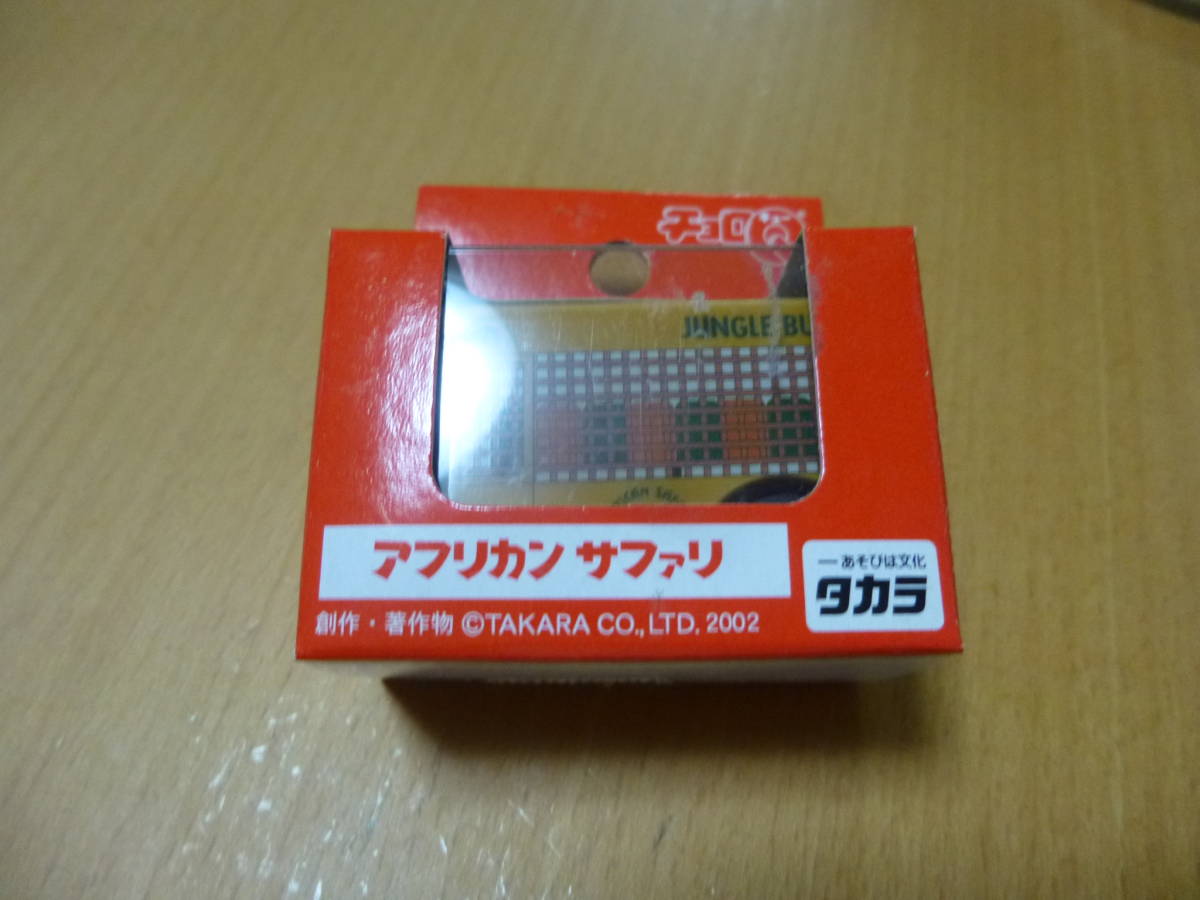 チョロQ
JUNGLE BU
アフリカン サファリ
創作・著作物 ©TAKARA CO., LTD. 2002
あそびは文化
タカラ